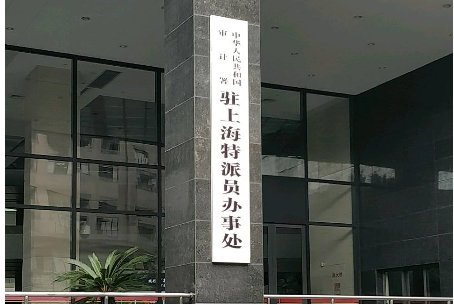 中华人民共和国
审计署
驻上海特派员办事处